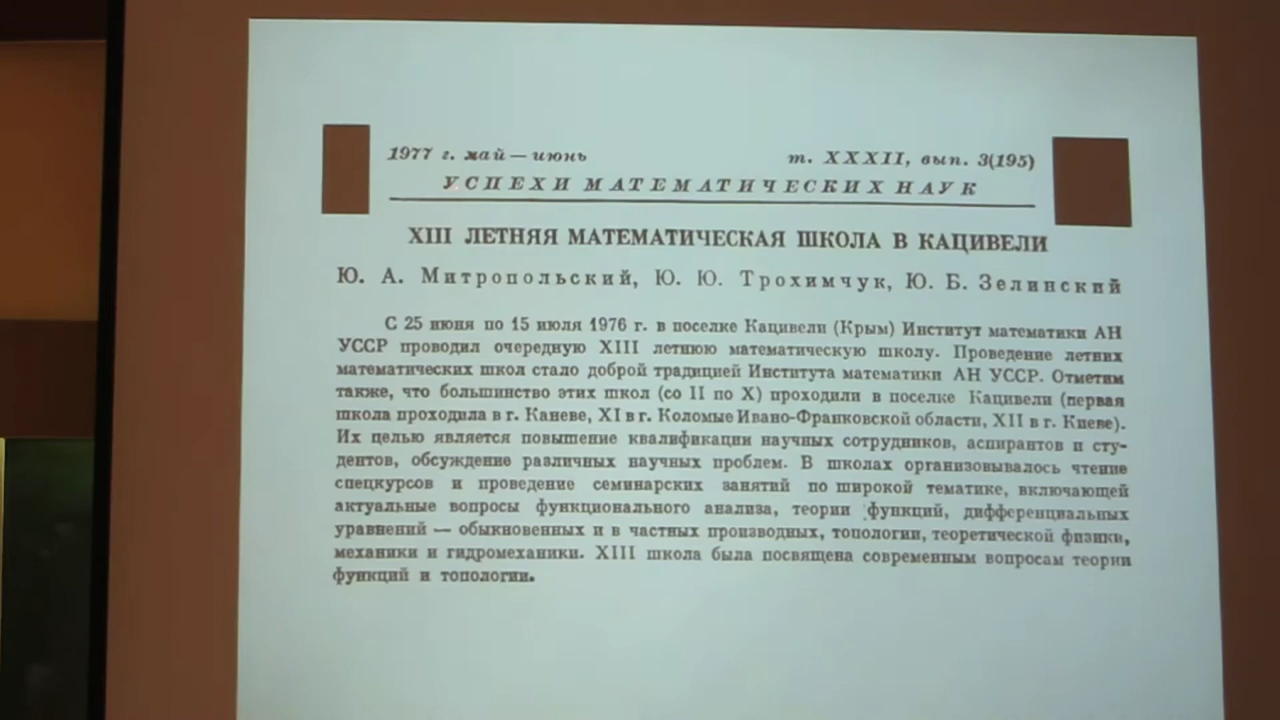 1977 г. май — июнь т. XXXII, вып. 3(195)
УСПЕХИ МАТЕМАТИЧЕСКИХ НАУК
XIII ЛЕТНЯЯ МАТЕМАТИЧЕСКАЯ ШКОЛА В КАЦИВЕЛИ
Ю. А. Митропольский, Ю. Ю. Трохимчук, Ю. Б. Зелинский
С 25 июня по 15 июля 1976 г. в поселке Кацивели (Крым) Институт математики АН
УССР проводил очередную XIII летнюю математическую школу. Проведение летних
математических школ стало доброй традицией Института математики АН УССР. Отметим
также, что большинство этих школ (со II по X) проходили в поселке Кацивели (первая
школа проходила в г. Каневе, XI в г. Коломые Ивано-Франковской области, XII в г. Киеве).
Их целью является повышение квалификации научных сотрудников, аспирантов и сту-
дентов, обсуждение различных научных проблем. В школах организовывалось чтение
спецкурсов и проведение семинарских занятий по широкой тематике, включающей
актуальные вопросы функционального анализа, теории функций, дифференциальных
уравнений — обыкновенных и в частных производных, топологии, теоретической физики,
механики и гидромеханики. XIII школа была посвящена современным вопросам теории
функций и топологии.